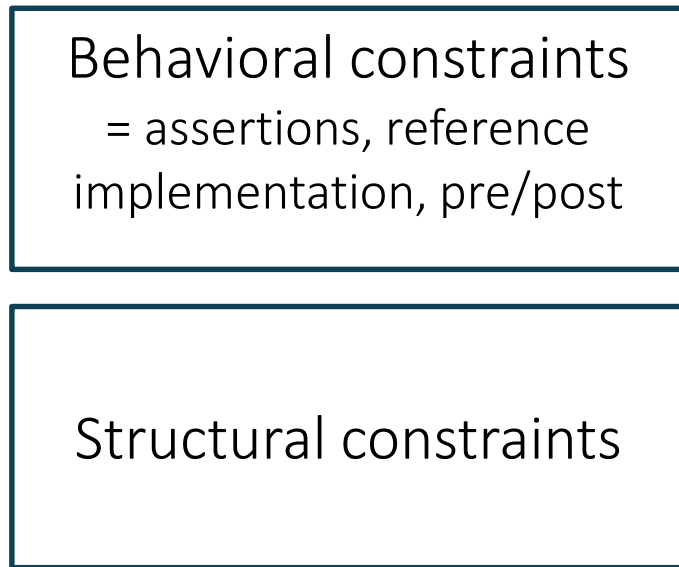 Behavioral constraints
= assertions, reference
implementation, pre/post
Structural constraints